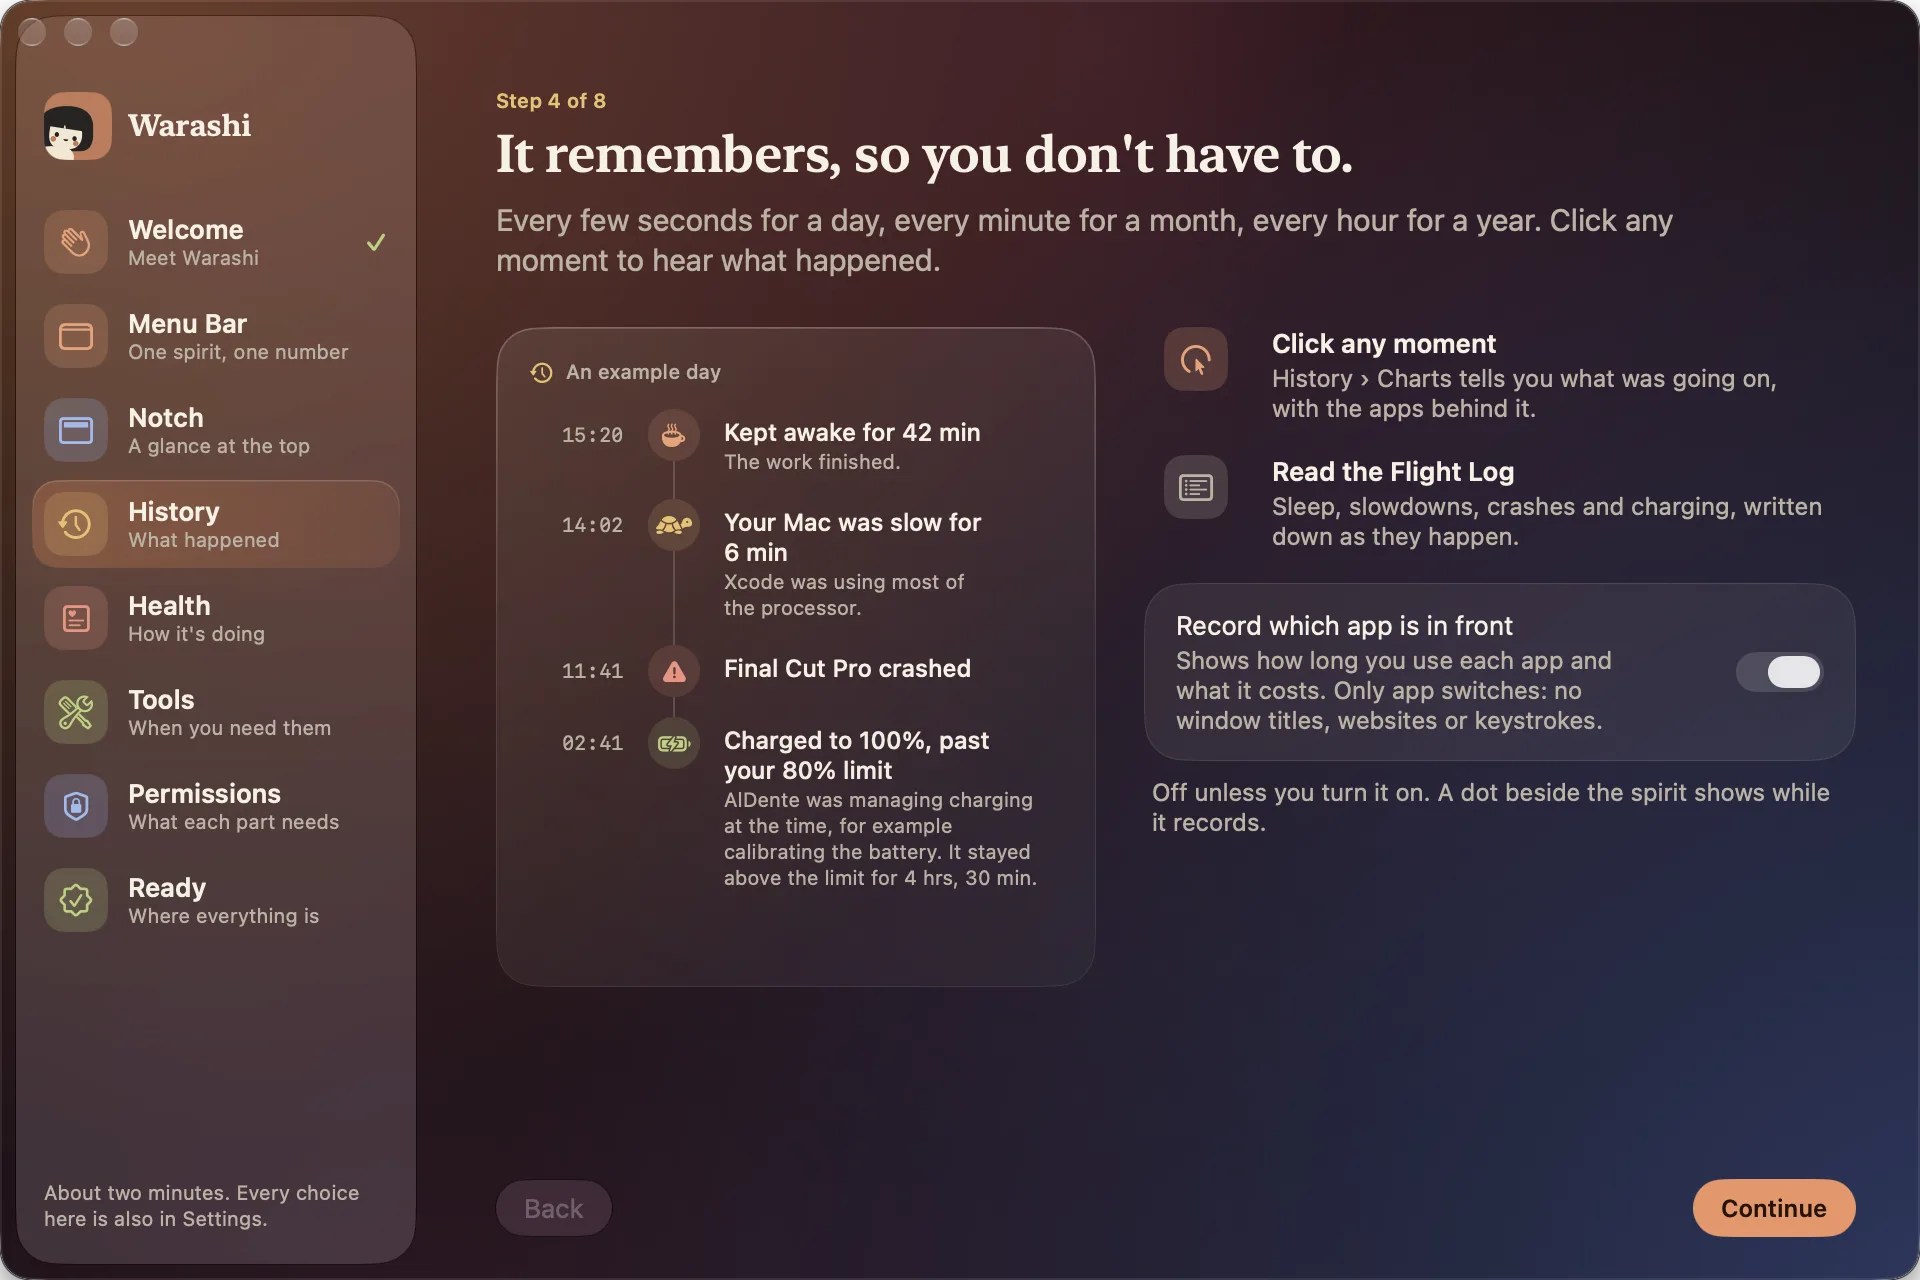 Warashi
Welcome
Meet Warashi
Menu Bar
One spirit, one number
Notch
A glance at the top
History
What happened
Health
How it's doing
Tools
When you need them
Permissions
What each part needs
Ready
Where everything is
About two minutes. Every choice
here is also in Settings.
Step 4 of 8
It remembers, so you don't have to.
Every few seconds for a day, every minute for a month, every hour for a year. Click any
moment to hear what happened.
An example day
15:20
Kept awake for 42 min
The work finished.
14:02
Your Mac was slow for
6 min
Xcode was using most of
the processor.
11:41
Final Cut Pro crashed
02:41
Charged to 100%, past
your 80% limit
AlDente was managing charging
at the time, for example
calibrating the battery. It stayed
above the limit for 4 hrs, 30 min.
Click any moment
History › Charts tells you what was going on,
with the apps behind it.
Read the Flight Log
Sleep, slowdowns, crashes and charging, written
down as they happen.
Record which app is in front
Shows how long you use each app and
what it costs. Only app switches: no
window titles, websites or keystrokes.
Off unless you turn it on. A dot beside the spirit shows while
it records.
Back
Continue